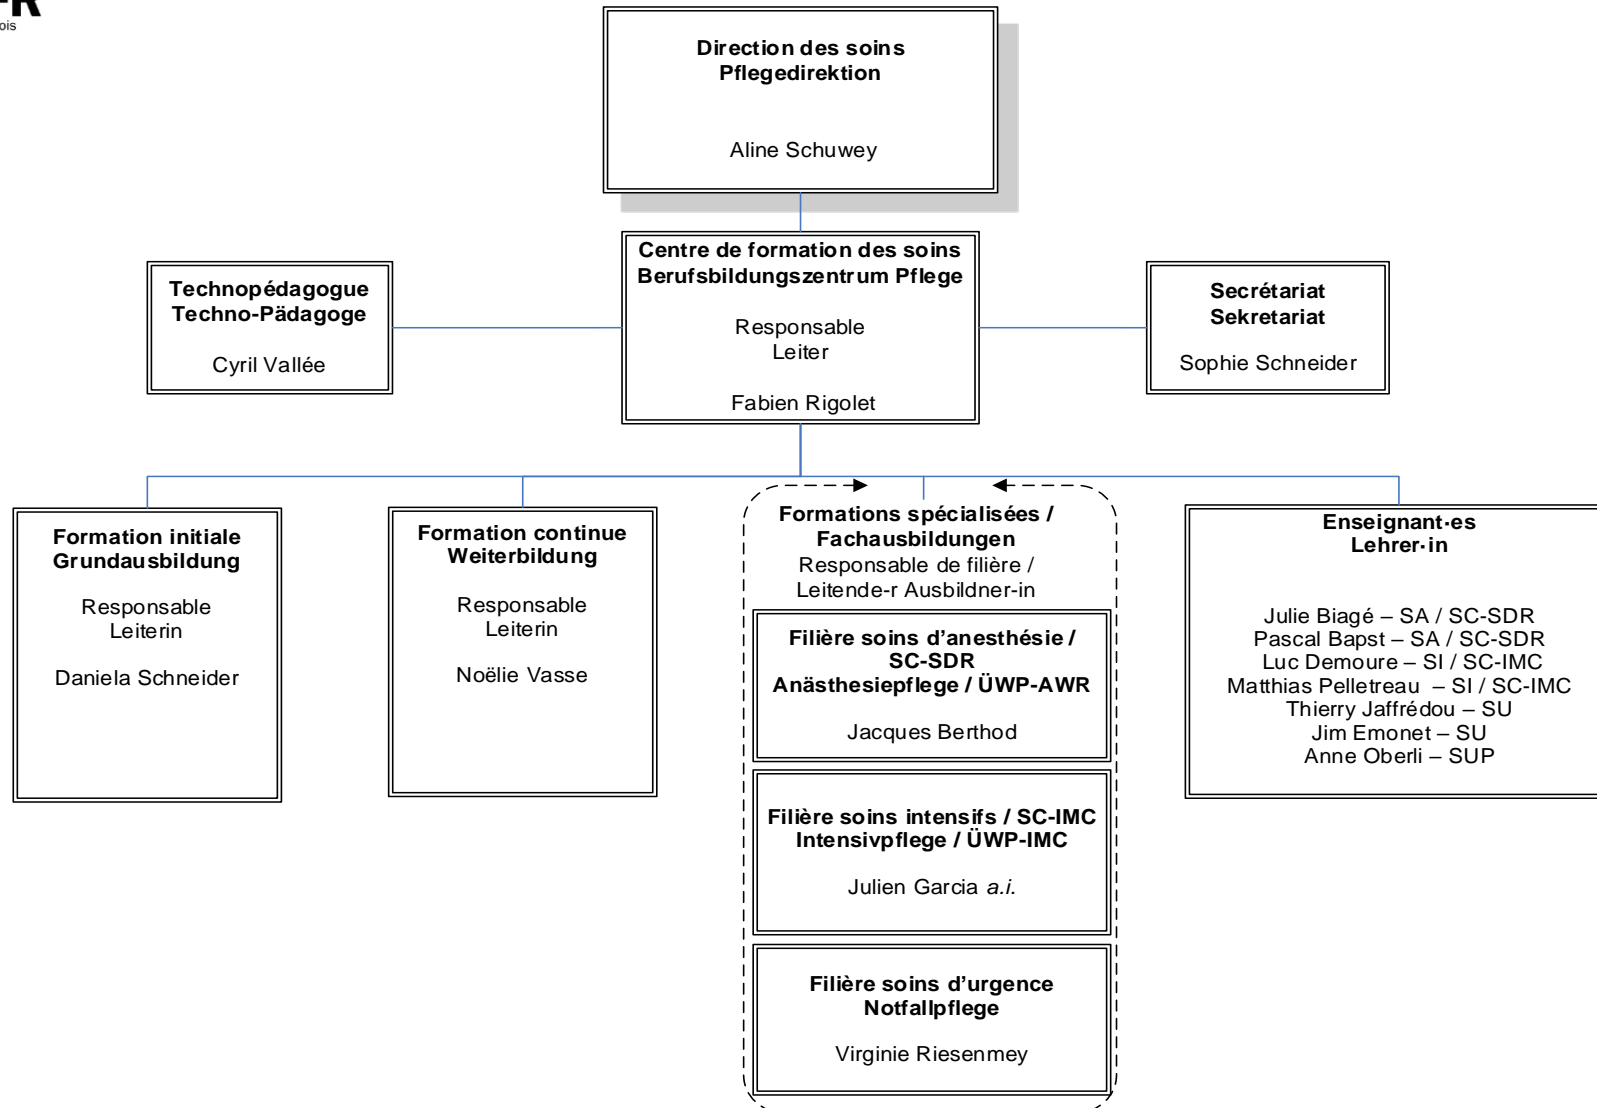 ois
Direction des soins
Pflegedirektion
Aline Schuwey
Centre de formation des soins
Berufsbildungszentrum Pflege
Responsable
Leiter
Fabien Rigolet
Technopédagogue
Techno-Pädagoge
Cyril Vallée
Secrétariat
Sekretariat
Sophie Schneider
Formation initiale
Grundausbildung
Responsable
Leiterin
Daniela Schneider
Formation continue
Weiterbildung
Responsable
Leiterin
Noëlie Vasse
Formations spécialisées /
Fachausbildungen
Responsable de filière /
Leitende-r Ausbildner-in
Filière soins d'anesthésie /
SC-SDR
Anästhesiepflege / ÜWP-AWR
Jacques Berthod
Filière soins intensifs / SC-IMC
Intensivpflege / ÜWP-IMC
Julien Garcia a.i.
Filière soins d'urgence
Notfallpflege
Virginie Riesenmey
Enseignant·es
Lehrer·in
Julie Biagé – SA / SC-SDR
Pascal Bapst – SA / SC-SDR
Luc Demoure – SI / SC-IMC
Matthias Pelletreau – SI / SC-IMC
Thierry Jaffrédou – SU
Jim Emonet – SU
Anne Oberli – SUP